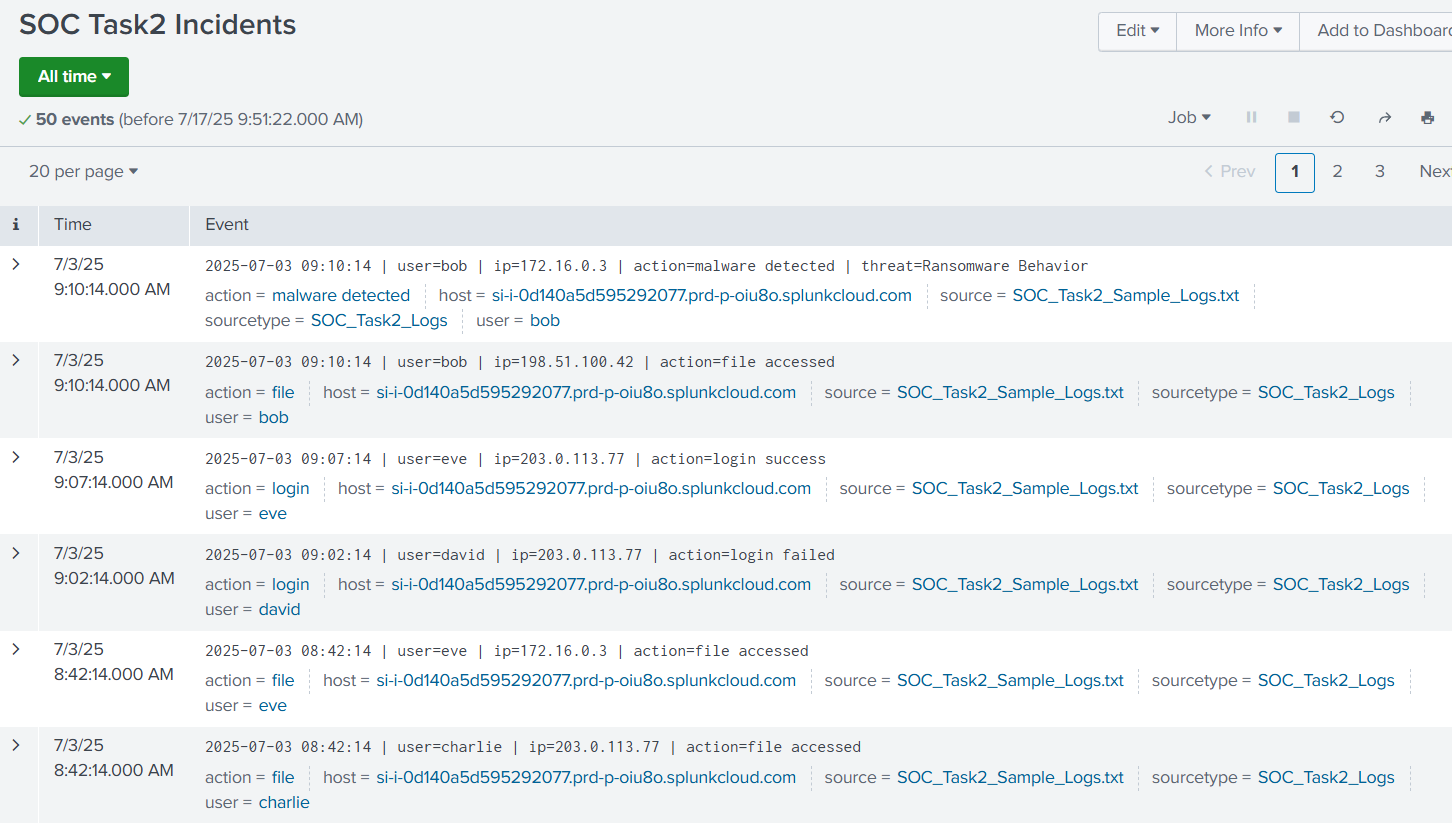 SOC Task2 Incidents
Edit More Info Add to Dashboard
All time
50 events (before 7/17/25 9:51:22.000 AM)
Job
20 per page
Prev 1 2 3 Nex
i Time Event
7/3/25
9:10:14.000 AM
2025-07-03 09:10:14 | user=bob | ip=172.16.0.3 | action=malware detected | threat=Ransomware Behavior
action = malware detected host = si-i-0d140a5d595292077.prd-p-oiu8o.splunkcloud.com source = SOC_Task2_Sample_Logs.txt
sourcetype = SOC_Task2_Logs user = bob
7/3/25
9:10:14.000 AM
2025-07-03 09:10:14 | user=bob | ip=198.51.100.42 | action=file accessed
action = file host = si-i-0d140a5d595292077.prd-p-oiu8o.splunkcloud.com source = SOC_Task2_Sample_Logs.txt sourcetype = SOC_Task2_Logs
user = bob
7/3/25
9:07:14.000 AM
2025-07-03 09:07:14 | user=eve | ip=203.0.113.77 | action=login success
action = login host = si-i-0d140a5d595292077.prd-p-oiu8o.splunkcloud.com source = SOC_Task2_Sample_Logs.txt sourcetype = SOC_Task2_Logs
user = eve
7/3/25
9:02:14.000 AM
2025-07-03 09:02:14 | user=david | ip=203.0.113.77 | action=login failed
action = login host = si-i-0d140a5d595292077.prd-p-oiu8o.splunkcloud.com source = SOC_Task2_Sample_Logs.txt sourcetype = SOC_Task2_Logs
user = david
7/3/25
8:42:14.000 AM
2025-07-03 08:42:14 | user=eve | ip=172.16.0.3 | action=file accessed
action = file host = si-i-0d140a5d595292077.prd-p-oiu8o.splunkcloud.com source = SOC_Task2_Sample_Logs.txt sourcetype = SOC_Task2_Logs
user = eve
7/3/25
8:42:14.000 AM
2025-07-03 08:42:14 | user=charlie | ip=203.0.113.77 | action=file accessed
action = file host = si-i-0d140a5d595292077.prd-p-oiu8o.splunkcloud.com source = SOC_Task2_Sample_Logs.txt sourcetype = SOC_Task2_Logs
user = charlie